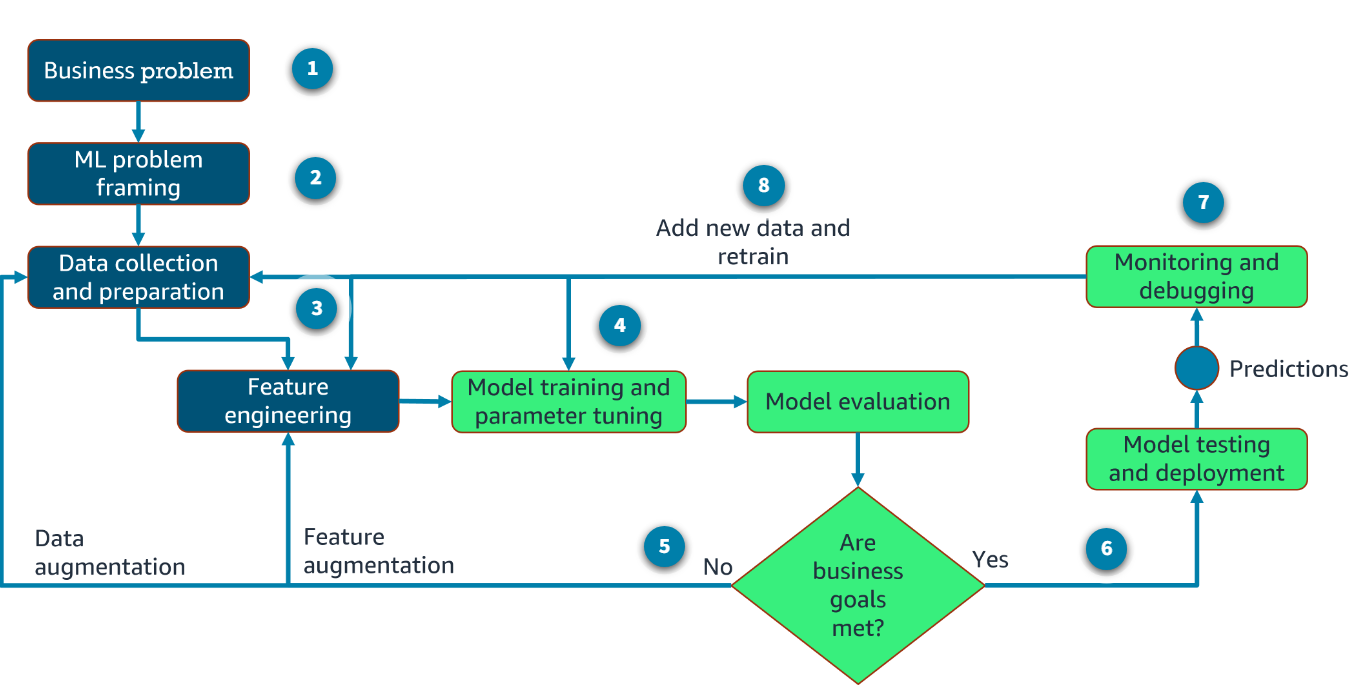 Business problem
1
ML problem
framing
2
8
7
Add new data and
retrain
Data collection
and preparation
Monitoring and
debugging
3
4
Predictions
Feature
engineering
Model training and
parameter tuning
Model evaluation
Model testing
and deployment
Data
augmentation
Feature
augmentation
5
No
Are
business
goals
met?
Yes
6